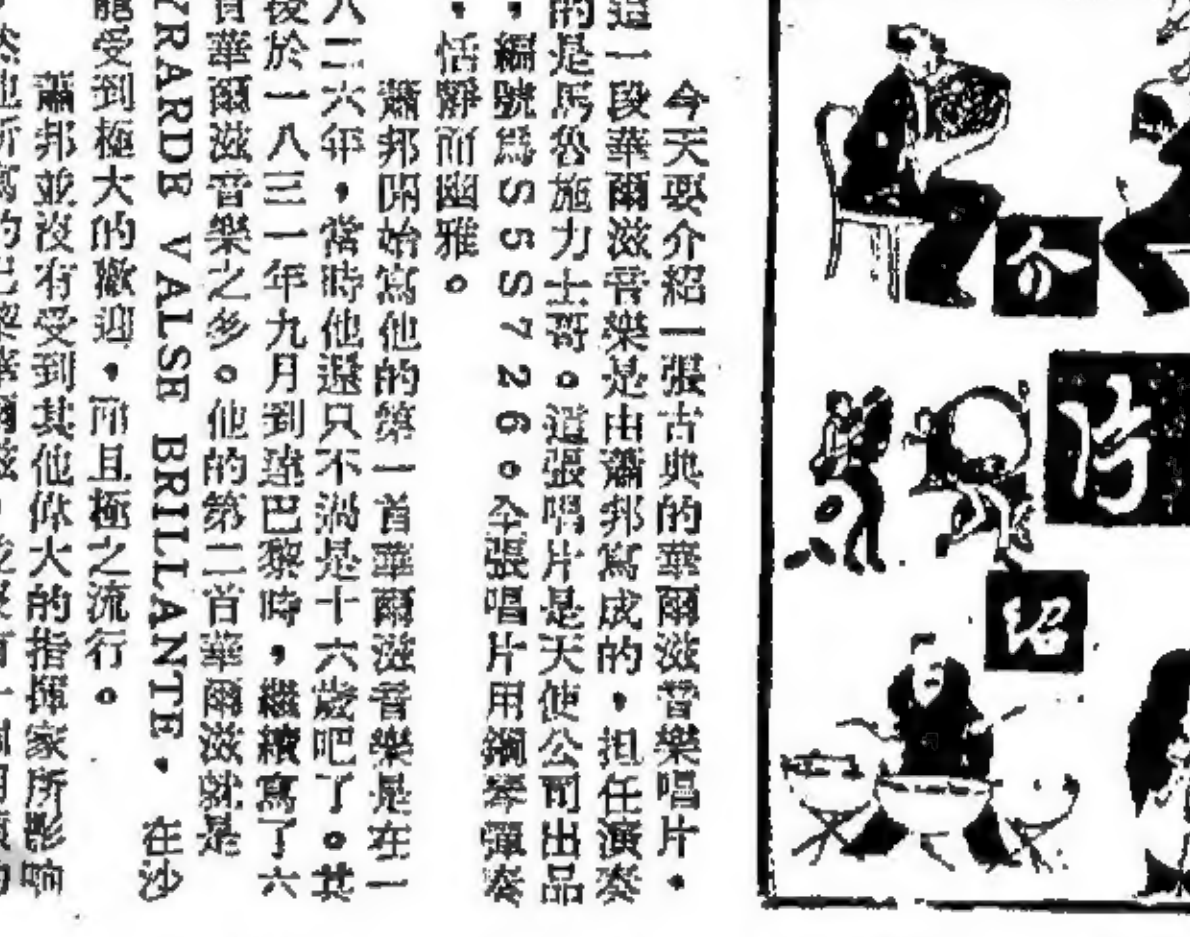 介
片
紹
今天要介紹一張古典的華爾滋音樂唱片,
這一段華爾滋音樂是由蕭邦寫成的,担任演奏
的是馬魯施力士哥。這張唱片是天使公司出品
,編號爲S5S726。全張唱片用鋼琴彈奏
,恬靜而幽雅。
蕭邦開始寫他的第一首華爾滋音樂是在一
八二六年,當時他還只不過是十六歲吧了。其
後於一八三一年九月到達巴黎時,繼續寫了六
首華爾滋音樂之多。他的第二首華爾滋就是
VALSE BRILLANTE,在沙
龍受到極大的歡迎,而且極之流行。
蕭邦並沒有受到其他偉大的指揮家所影响